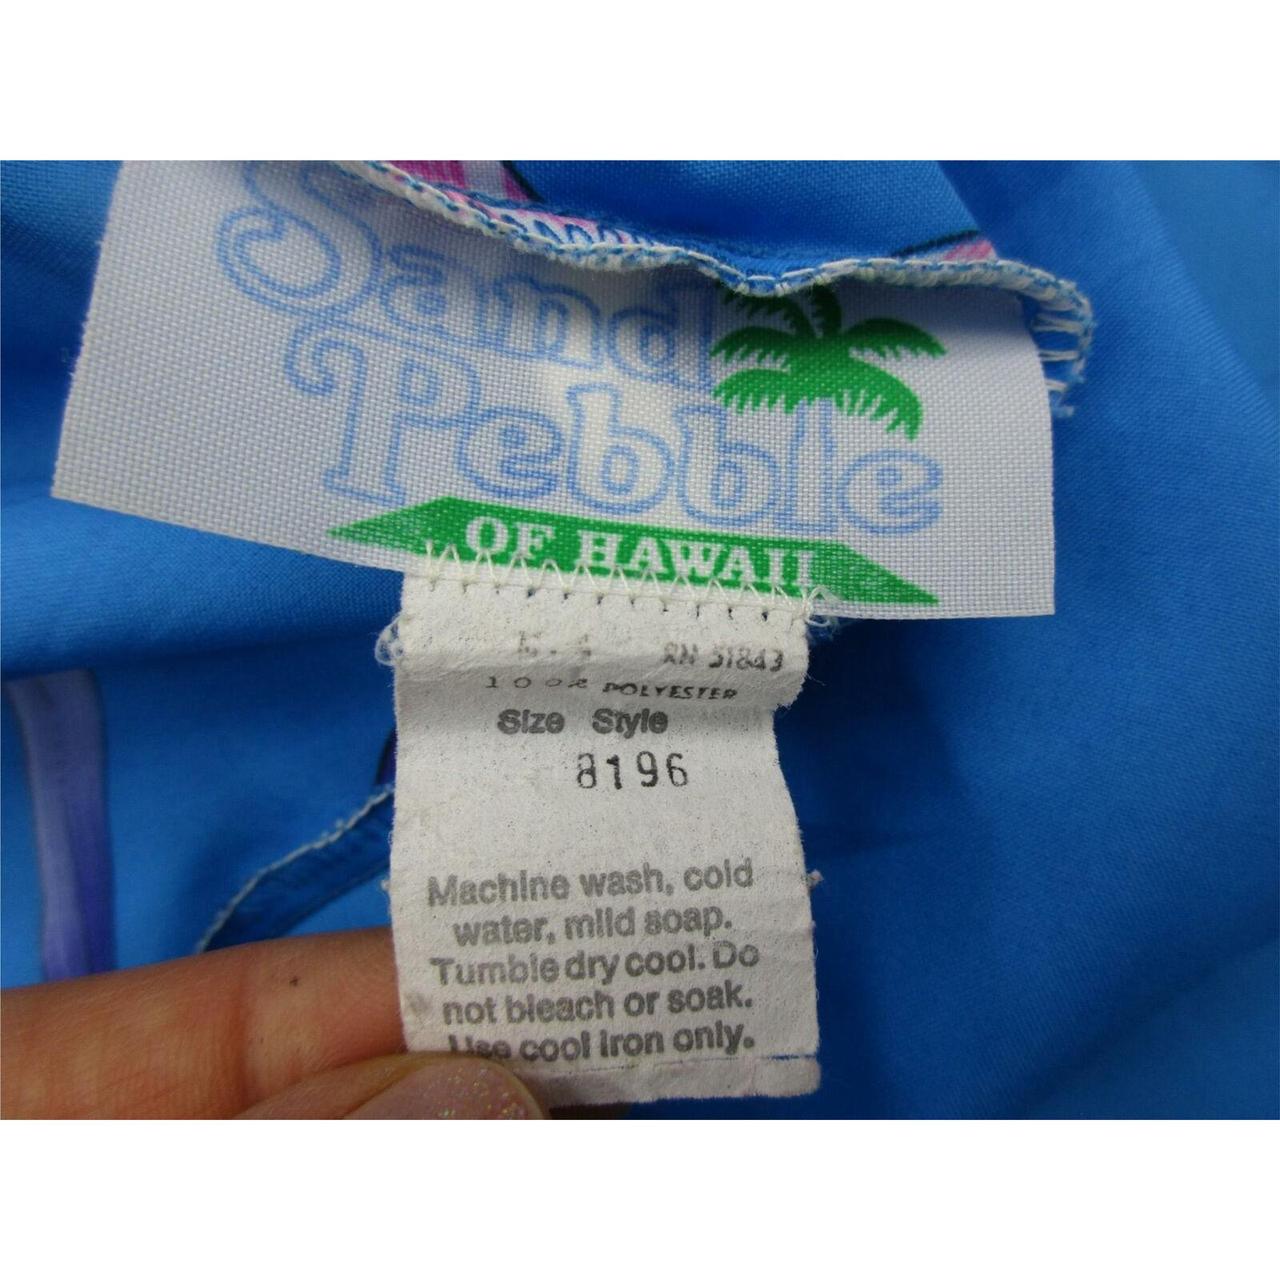 Sand
Pebble
OF HAWAII
RN 51843
100% POLYESTER
Size Style
8196
Machine wash, cold
water, mild soap.
Tumble dry cool. Do
not bleach or soak.
Use cool iron only.